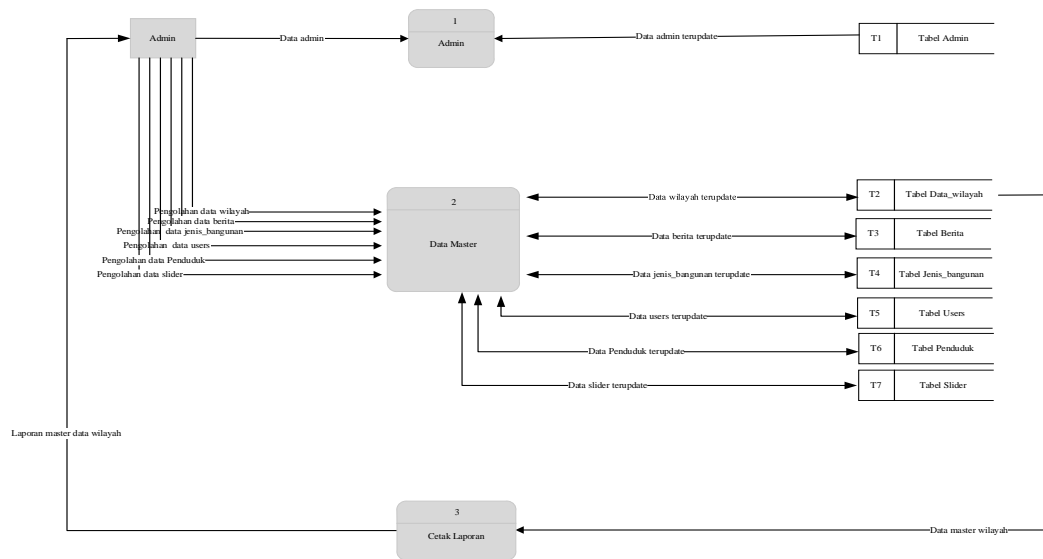 1
Admin
Data admin
Admin
Data admin terupdate
T1
Tabel Admin
2
Data Master
Pengolahan data wilayah
Pengolahan data berita
Pengolahan  data jenis_bangunan
Pengolahan  data users
Pengolahan data Penduduk
Pengolahan data slider
Data wilayah terupdate
T2
Tabel Data_wilayah
Data berita terupdate
T3
Tabel Berita
Data jenis_bangunan terupdate
T4
Tabel Jenis_bangunan
Data users terupdate
T5
Tabel Users
Data Penduduk terupdate
T6
Tabel Penduduk
Data slider terupdate
T7
Tabel Slider
Laporan master data wilayah
3
Cetak Laporan
Data master wilayah